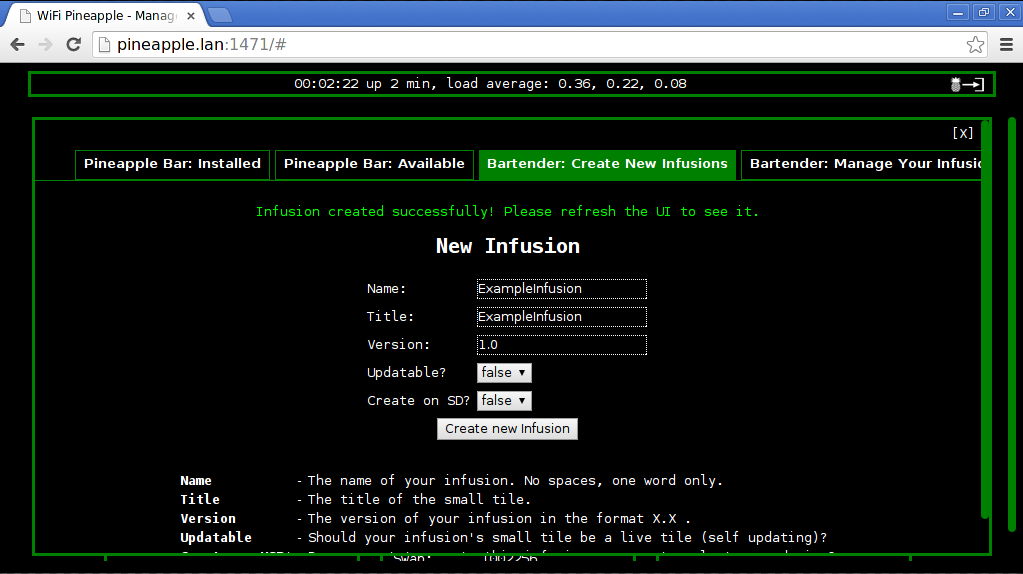 WiFi Pineapple - Manag
pineapple.lan:1471/#
00:02:22 up 2 min, load average: 0.36, 0.22, 0.08
[X]
Pineapple Bar: Installed Pineapple Bar: Available Bartender: Create New Infusions Bartender: Manage Your Infusio
Infusion created successfully! Please refresh the UI to see it.
New Infusion
Name: ExampleInfusion
Title: ExampleInfusion
Version: 1.0
Updatable? false
Create on SD? false
Create new Infusion
Name - The name of your infusion. No spaces, one word only.
Title - The title of the small tile.
Version - The version of your infusion in the format X.X .
Updatable - Should your infusion's small tile be a live tile (self updating)?